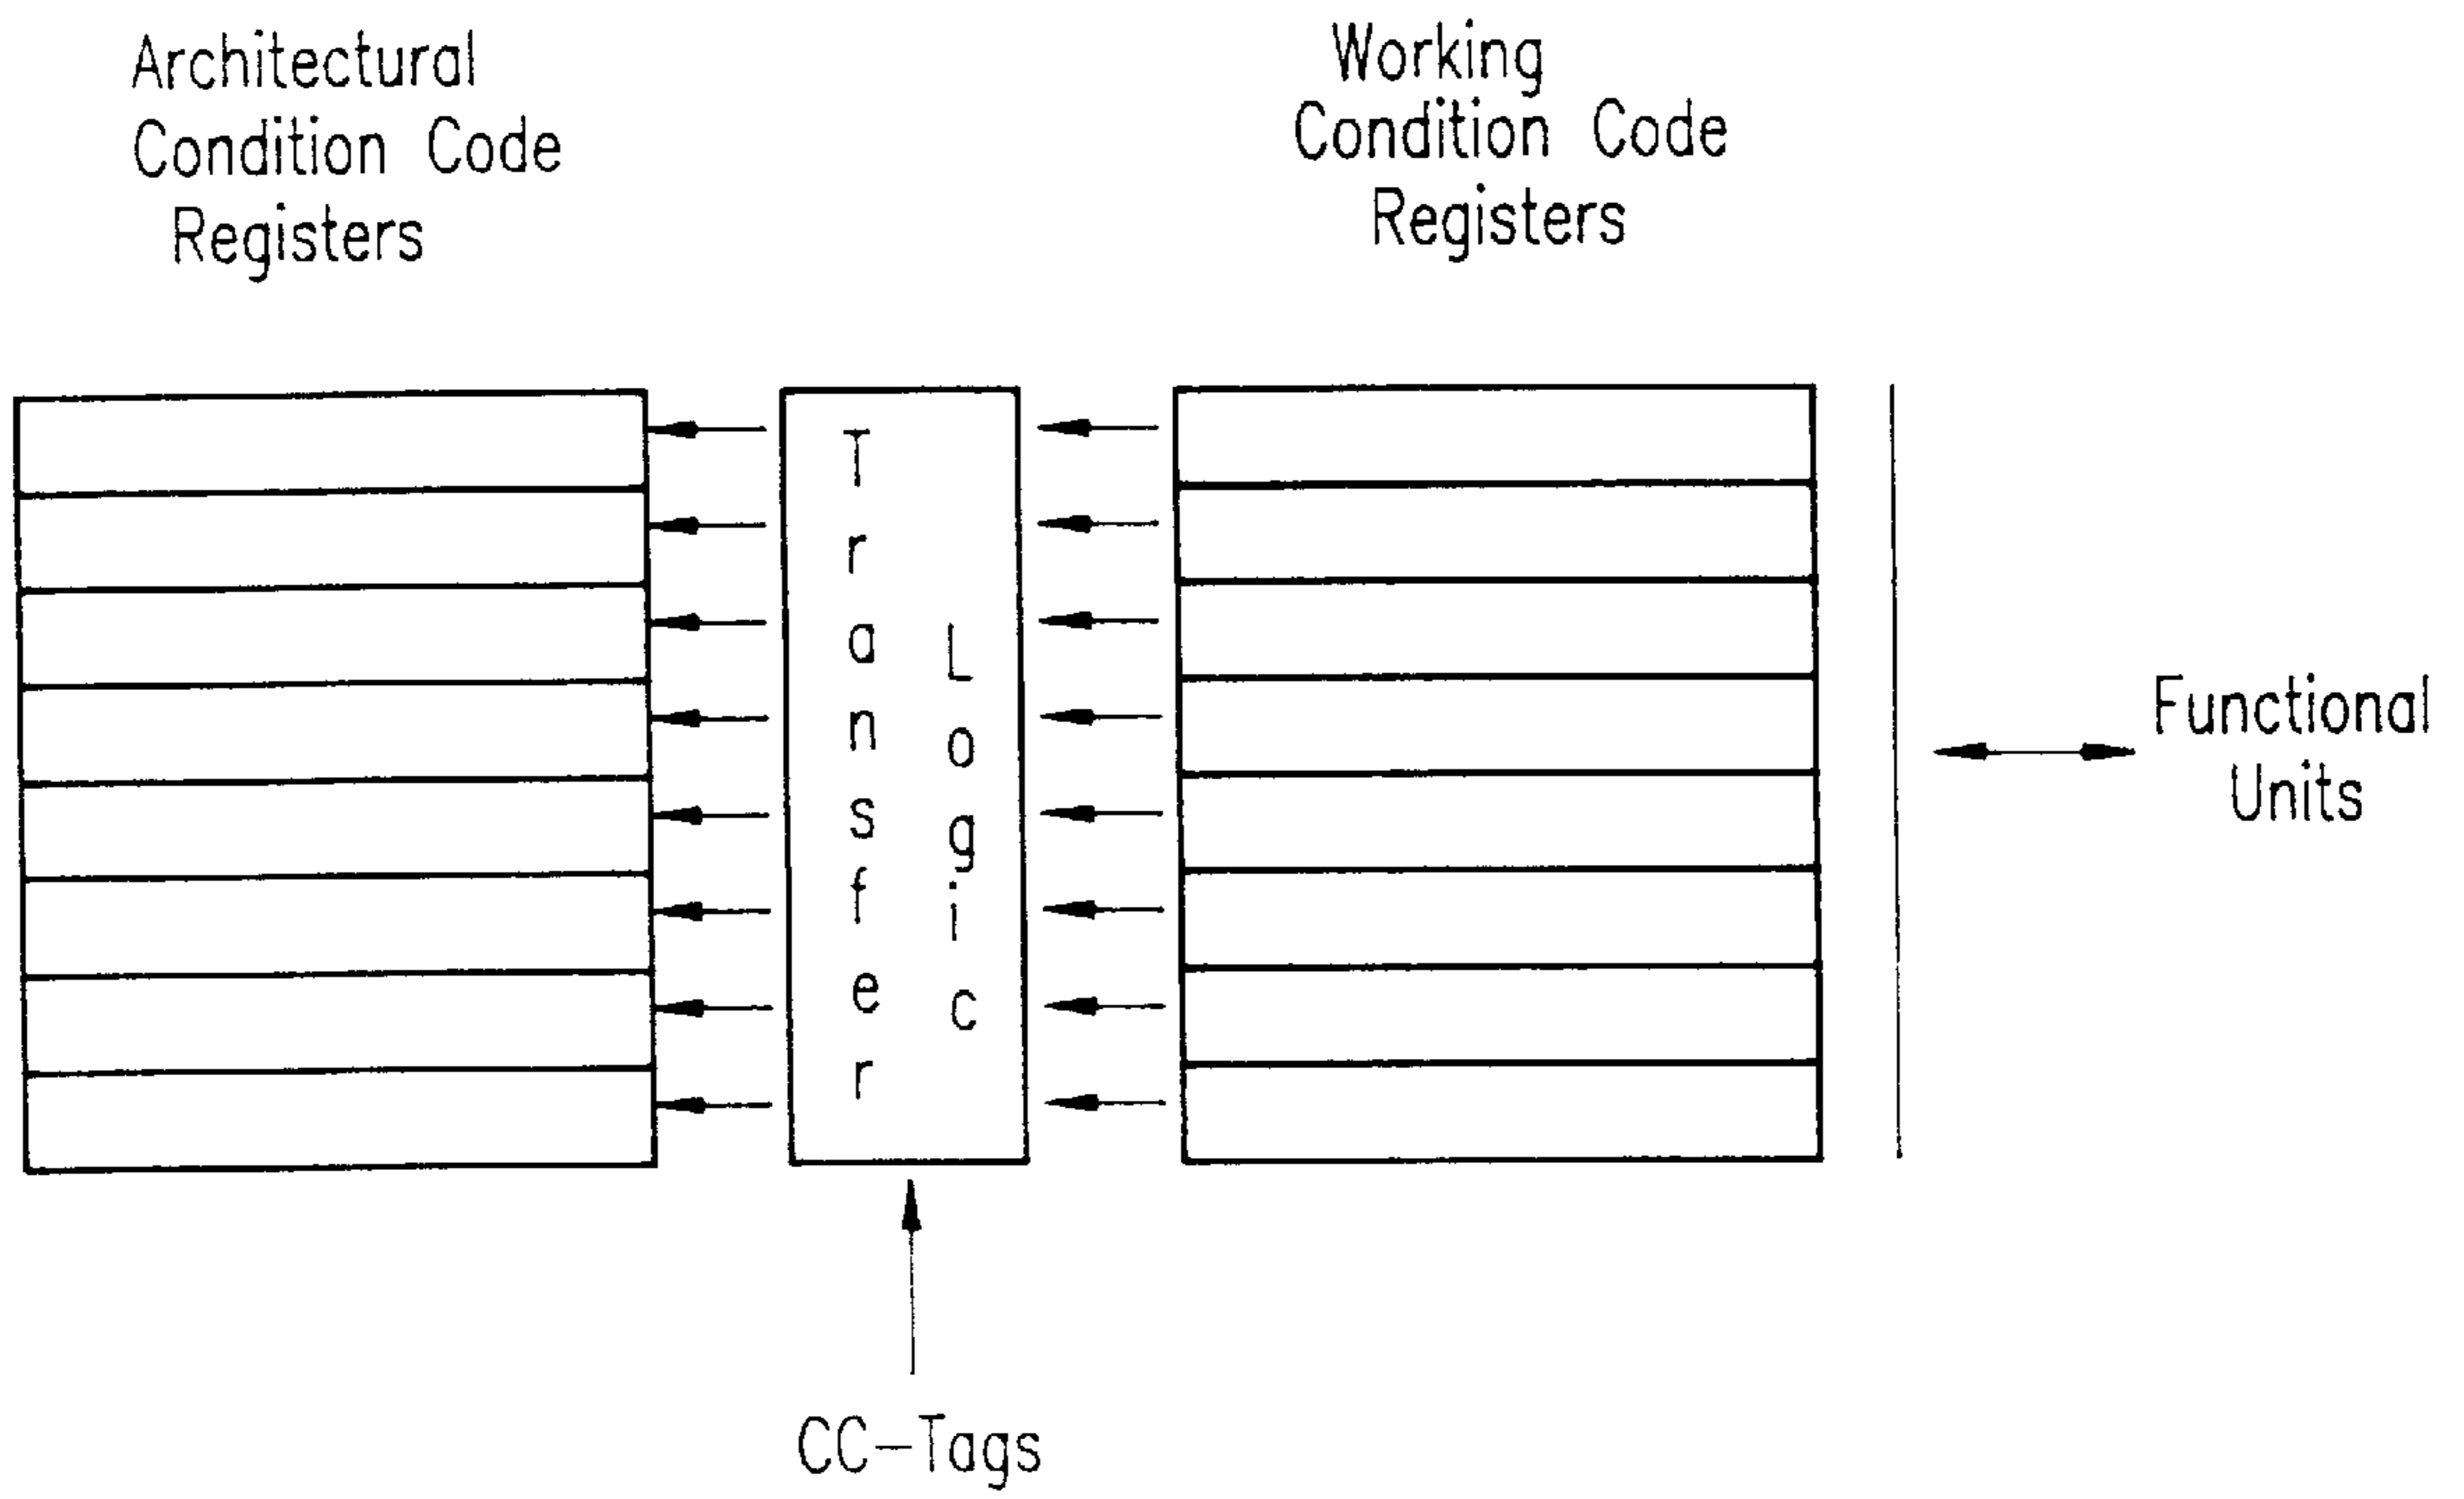 Architectural
Condition Code
Registers
Working
Condition Code
Registers
Transfer
Logic
Functional
Units
CC-Tags